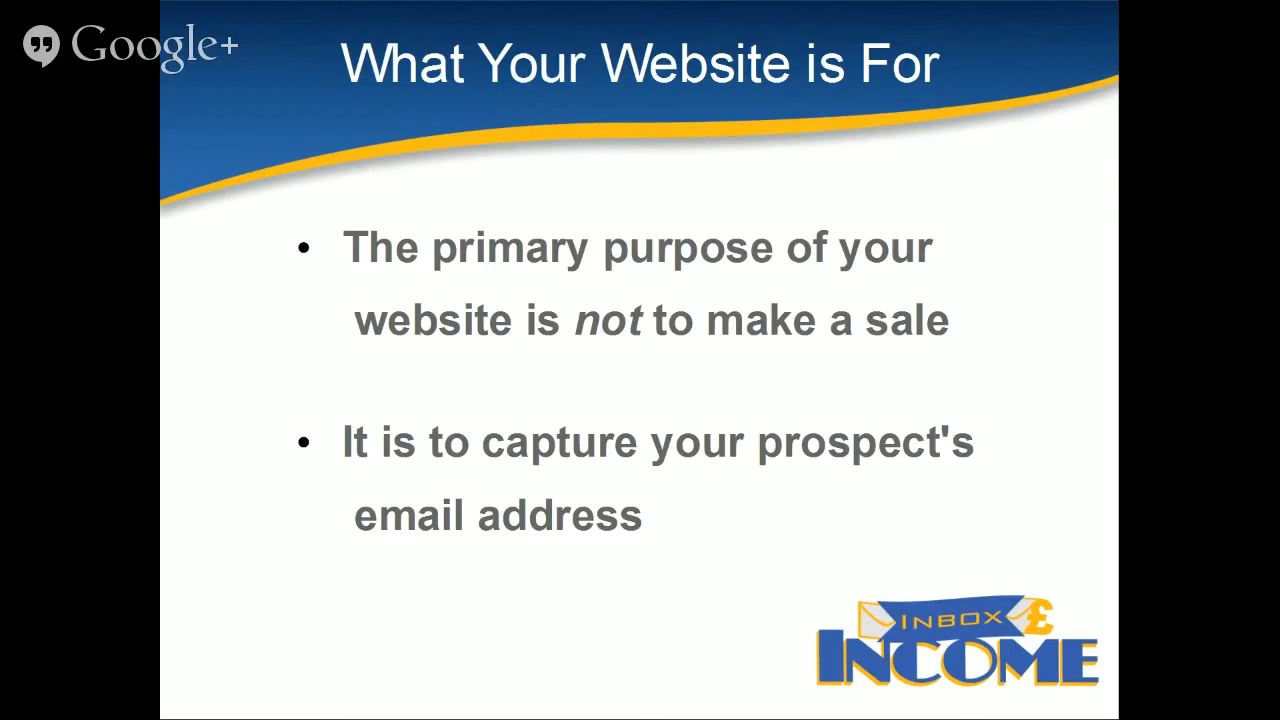 Google+
What Your Website is For
• The primary purpose of your
website is not to make a sale
• It is to capture your prospect's
email address
INBOX £
INCOME